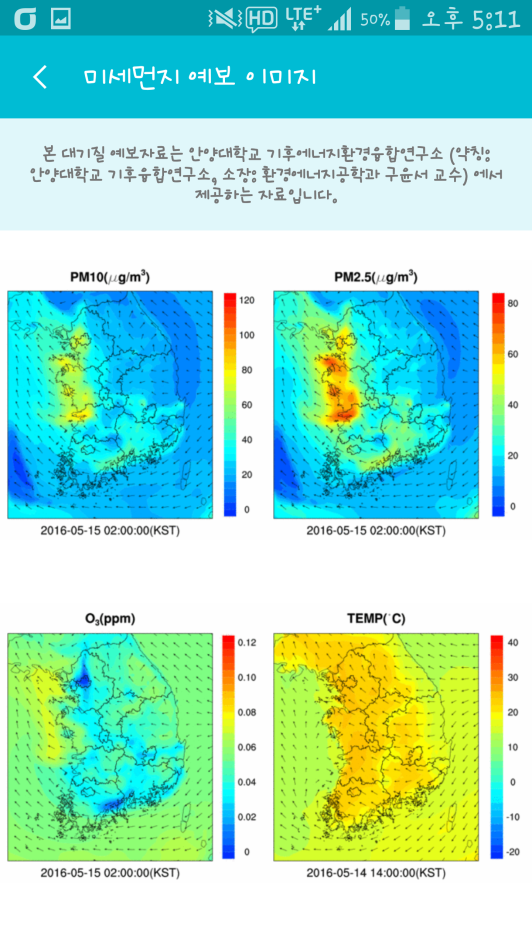 HD LTE+ 50% 오후 5:11
미세먼지 예보 이미지
본 대기질 예보자료는 안양대학교 기후에너지환경융합연구소 (약칭:
안양대학교 기후융합연구소, 소장: 환경에너지공학과 구윤서 교수) 에서
제공하는 자료입니다.
PM10(μg/m³)
120
100
80
60
40
20
0
2016-05-15 02:00:00(KST)
PM2.5(μg/m³)
80
60
40
20
0
2016-05-15 02:00:00(KST)
O₃(ppm)
0.12
0.10
0.08
0.06
0.04
0.02
0
2016-05-15 02:00:00(KST)
TEMP(°C)
40
30
20
10
0
-10
-20
2016-05-14 14:00:00(KST)